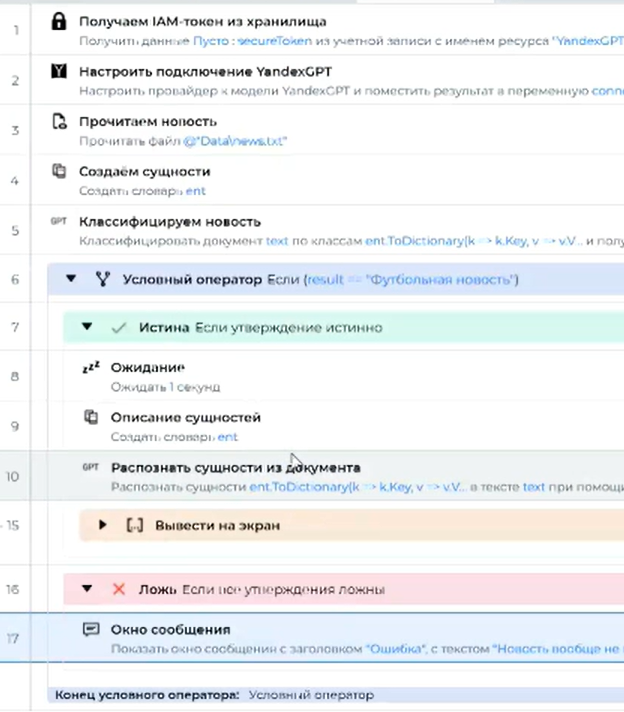 1
Получаем IAM-токен из хранилища
Получить данные Пусто : secureToken из учетной записи с именем ресурса "YandexGPT
2
Настроить подключение YandexGPT
Настроить провайдер к модели YandexGPT и поместить результат в переменную conne
3
Прочитаем новость
Прочитать файл @"Data\news.txt"
4
Создаём сущности
Создать словарь ent
5
GPT Классифицируем новость
Классифицировать документ text по классам ent.ToDictionary(k => k.Key, v => v.V... и полу
6
Условный оператор Если (result == "Футбольная новость")
7
Истина Если утверждение истинно
8
zzz Ожидание
Ожидать 1 секунд
9
Описание сущностей
Создать словарь ent
10
GPT Распознать сущности из документа
Распознать сущности ent.ToDictionary(k => k.Key, v => v.V... в тексте text при помощи
15 [..] Вывести на экран
16
Ложь Если все утверждения ложны
17
Окно сообщения
Показать окно сообщения с заголовком "Ошибка", с текстом "Новость вообще не
Конец условного оператора: Условный оператор